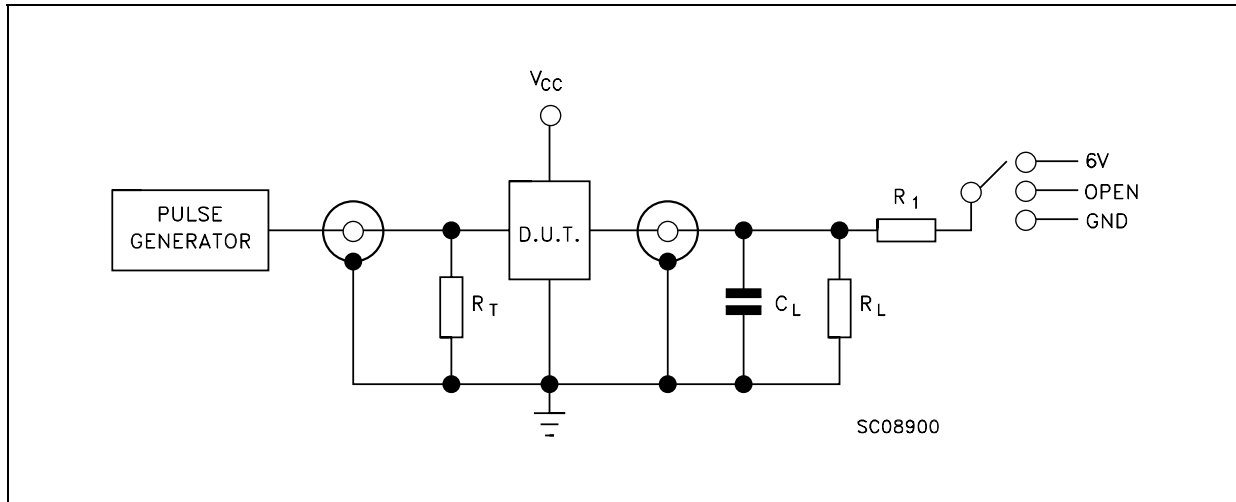 VCC
PULSE
GENERATOR
D.U.T.
RT
CL
RL
R1
6V
OPEN
GND
SC08900